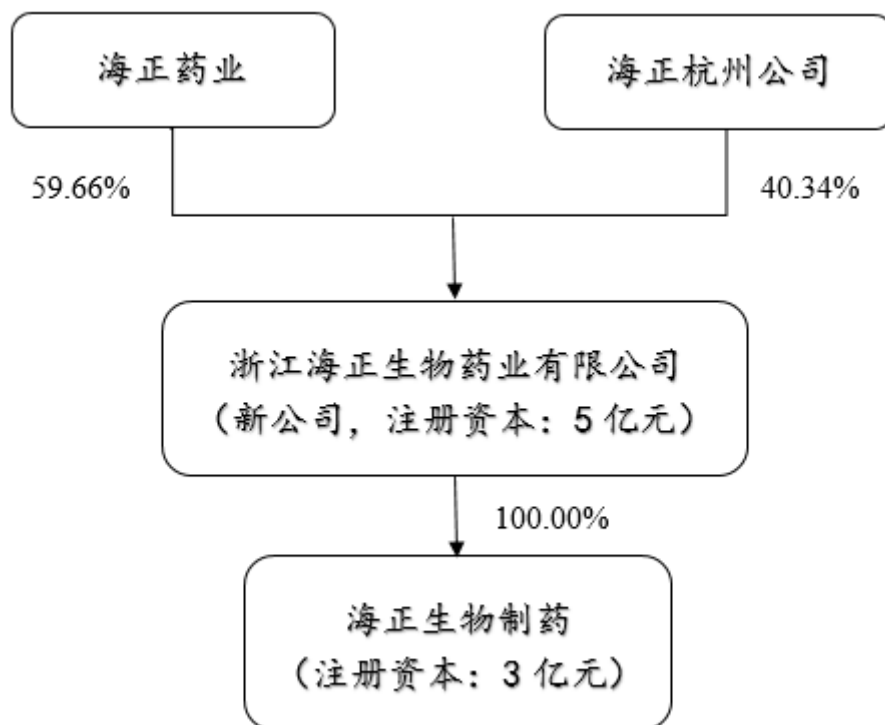 海正药业
海正杭州公司
59.66%
40.34%
浙江海正生物药业有限公司
（新公司，注册资本：5 亿元）
100.00%
海正生物制药
（注册资本：3 亿元）